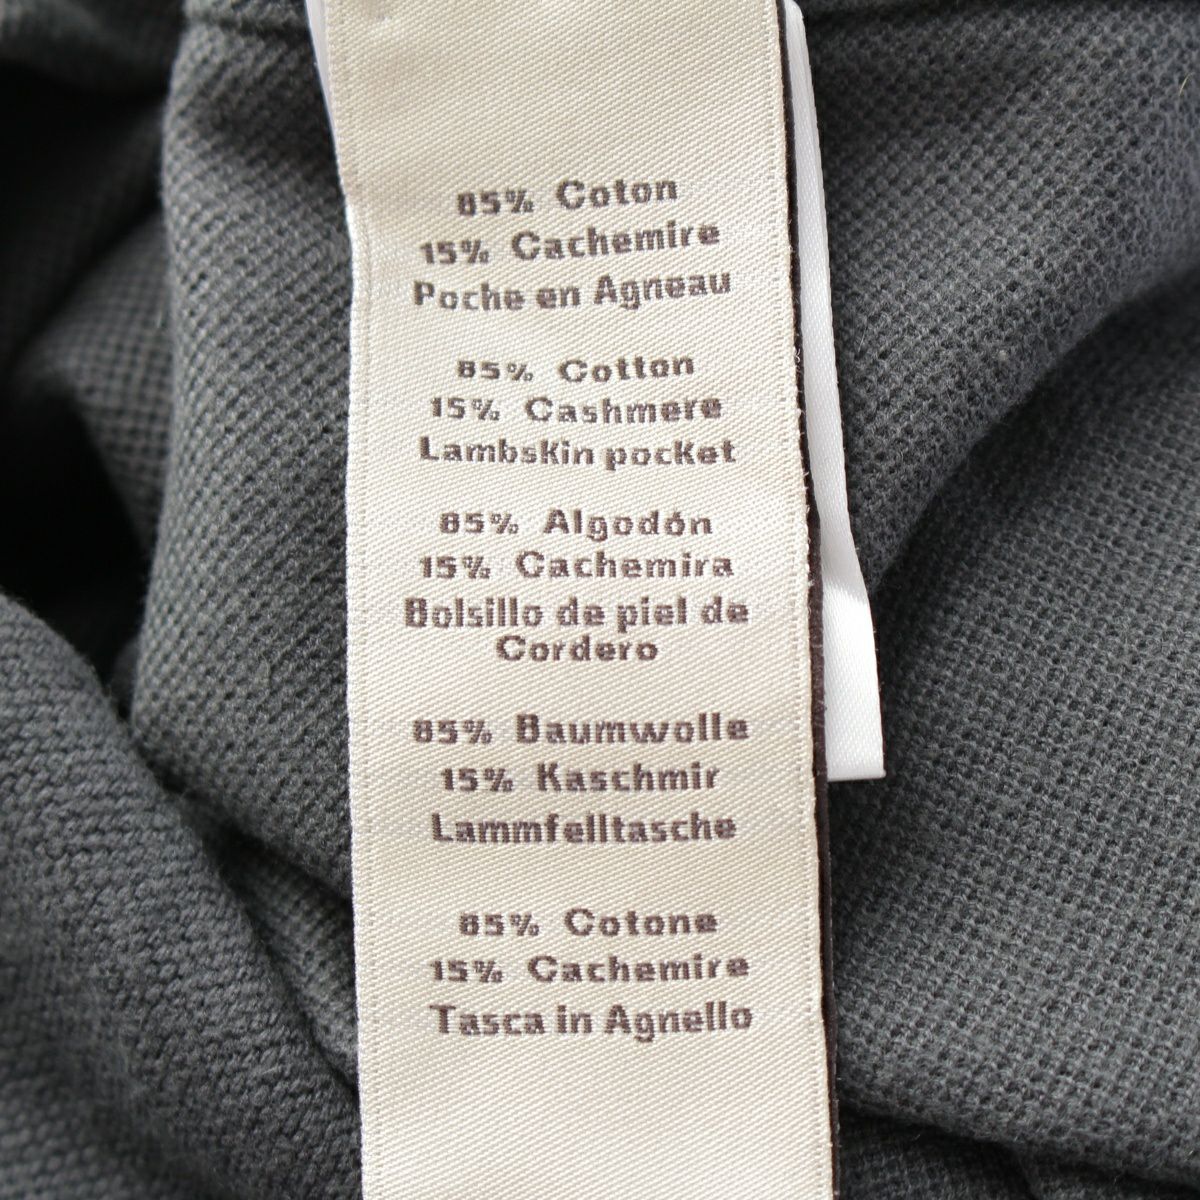 85% Coton
15% Cachemire
Poche en Agneau
85% Cotton
15% Cashmere
Lambskin pocket
85% Algodón
15% Cachemira
Bolsillo de piel de
Cordero
85% Baumwolle
15% Kaschmir
Lammfelltasche
85% Cotone
15% Cachemire
Tasca in Agnello